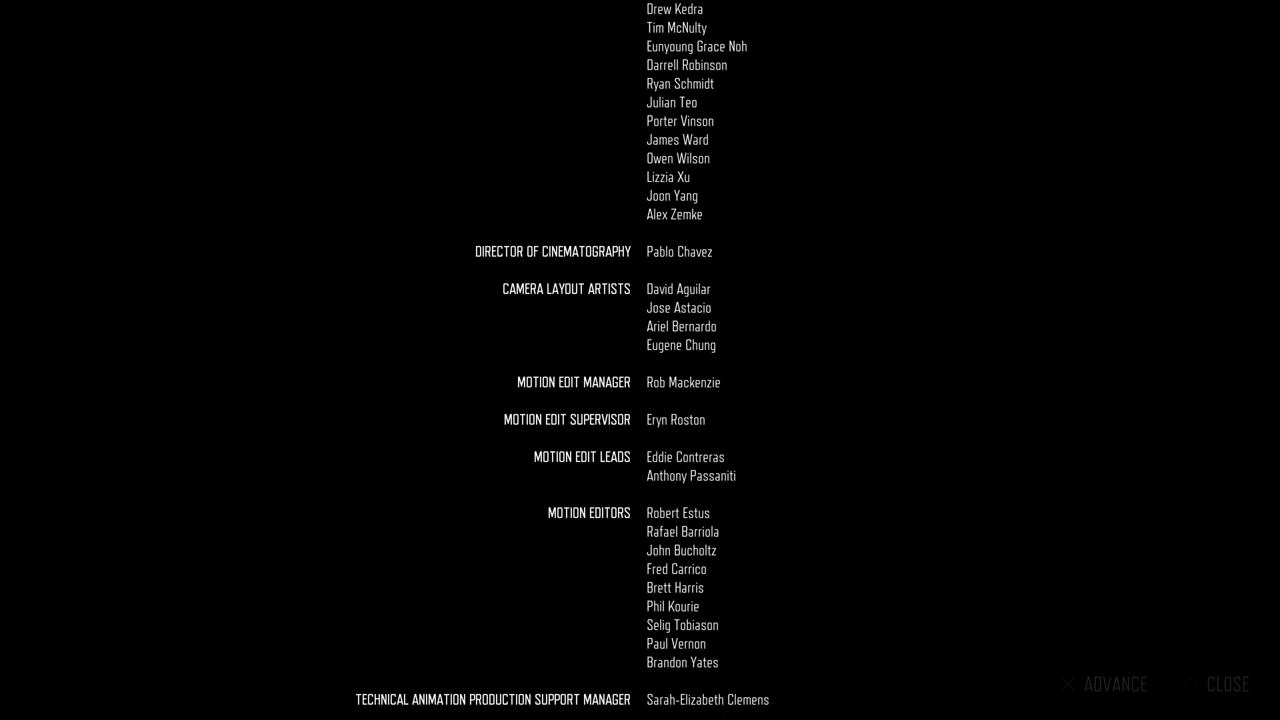 Drew Kedra
Tim McNulty
Eunyoung Grace Noh
Darrell Robinson
Ryan Schmidt
Julian Teo
Porter Vinson
James Ward
Owen Wilson
Lizzia Xu
Joon Yang
Alex Zemke
DIRECTOR OF CINEMATOGRAPHY Pablo Chavez
CAMERA LAYOUT ARTISTS David Aguilar
Jose Astacio
Ariel Bernardo
Eugene Chung
MOTION EDIT MANAGER Rob Mackenzie
MOTION EDIT SUPERVISOR Eryn Roston
MOTION EDIT LEADS Eddie Contreras
Anthony Passaniti
MOTION EDITORS Robert Estus
Rafael Barriola
John Bucholtz
Fred Carrico
Brett Harris
Phil Kourie
Selig Tobiason
Paul Vernon
Brandon Yates
TECHNICAL ANIMATION PRODUCTION SUPPORT MANAGER Sarah-Elizabeth Clemens
ADVANCE CLOSE